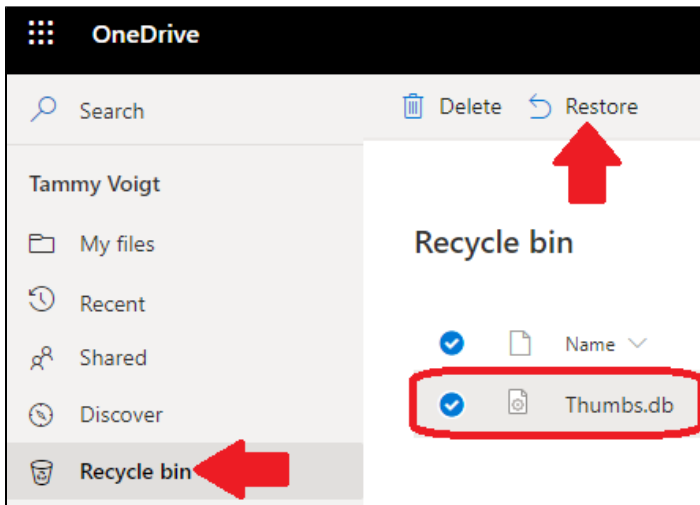 OneDrive
Search
Delete Restore
Tammy Voigt
My files
Recent
Shared
Discover
Recycle bin
Recycle bin
Name
Thumbs.db